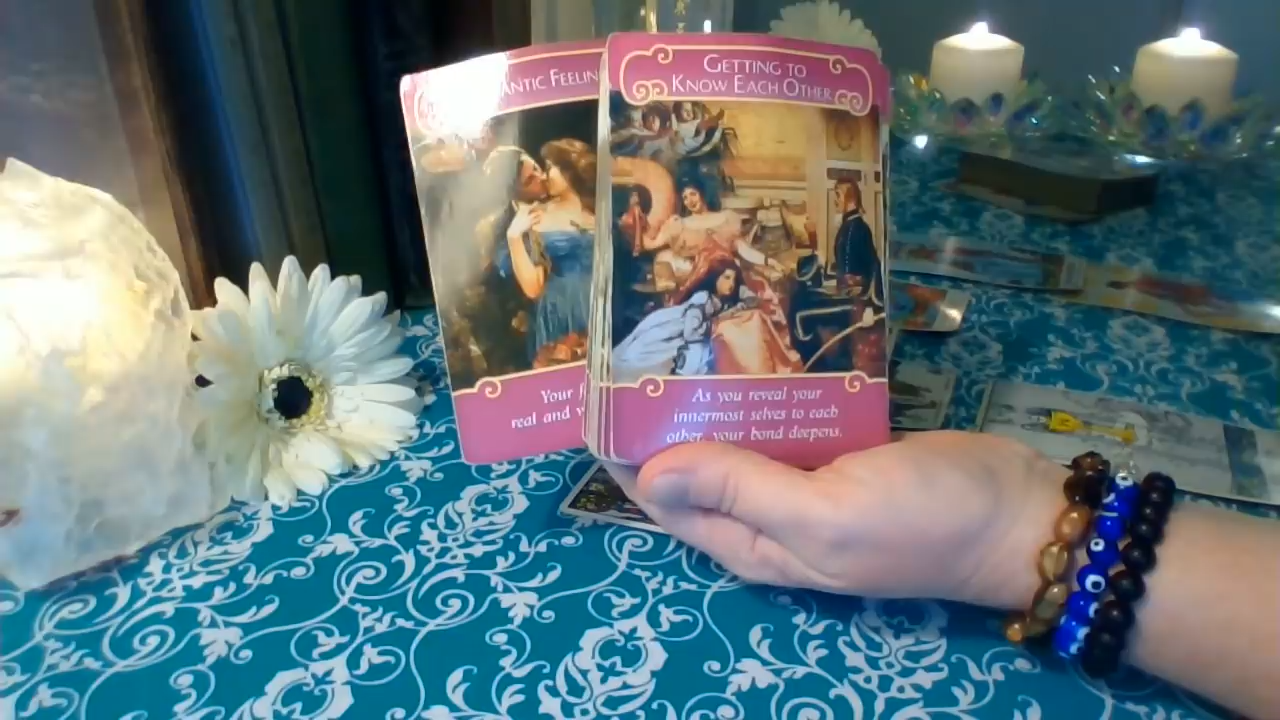 ANTIC FEELIN
Your
real and
GETTING TO
KNOW EACH OTHER
As you reveal your
innermost selves to each
other, your bond deepens.